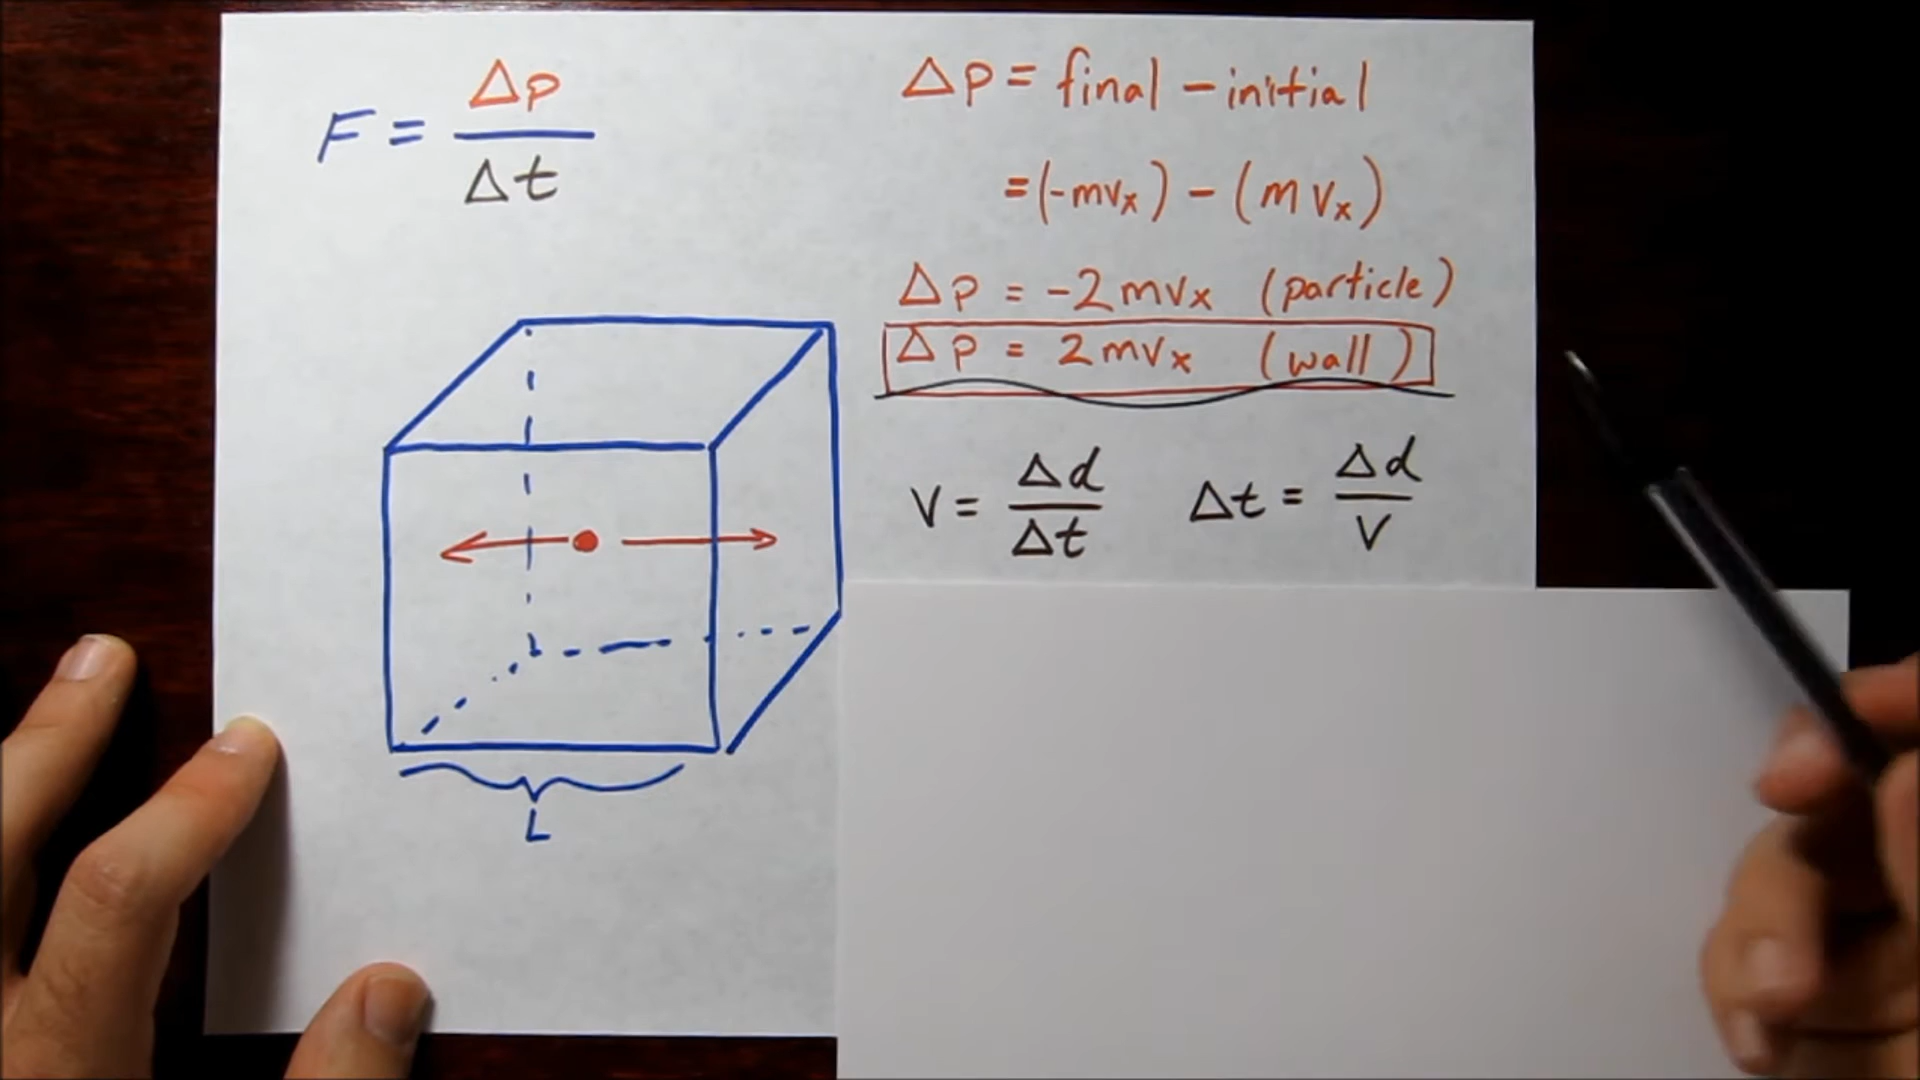 F = Δp / Δt
Δp = final - initial
= (-mvₓ) - (mvₓ)
Δp = -2mvₓ (particle)
Δp = 2mvₓ (wall)
V = Δd / Δt
Δt = Δd / V
L